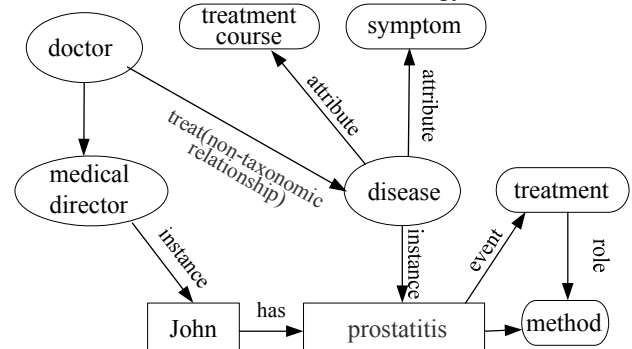 treatment
course
symptom
doctor
attribute
attribute
treat(non-taxonomic
relationship)
medical
director
disease
treatment
instance
instance
event
role
has
John
prostatitis
method